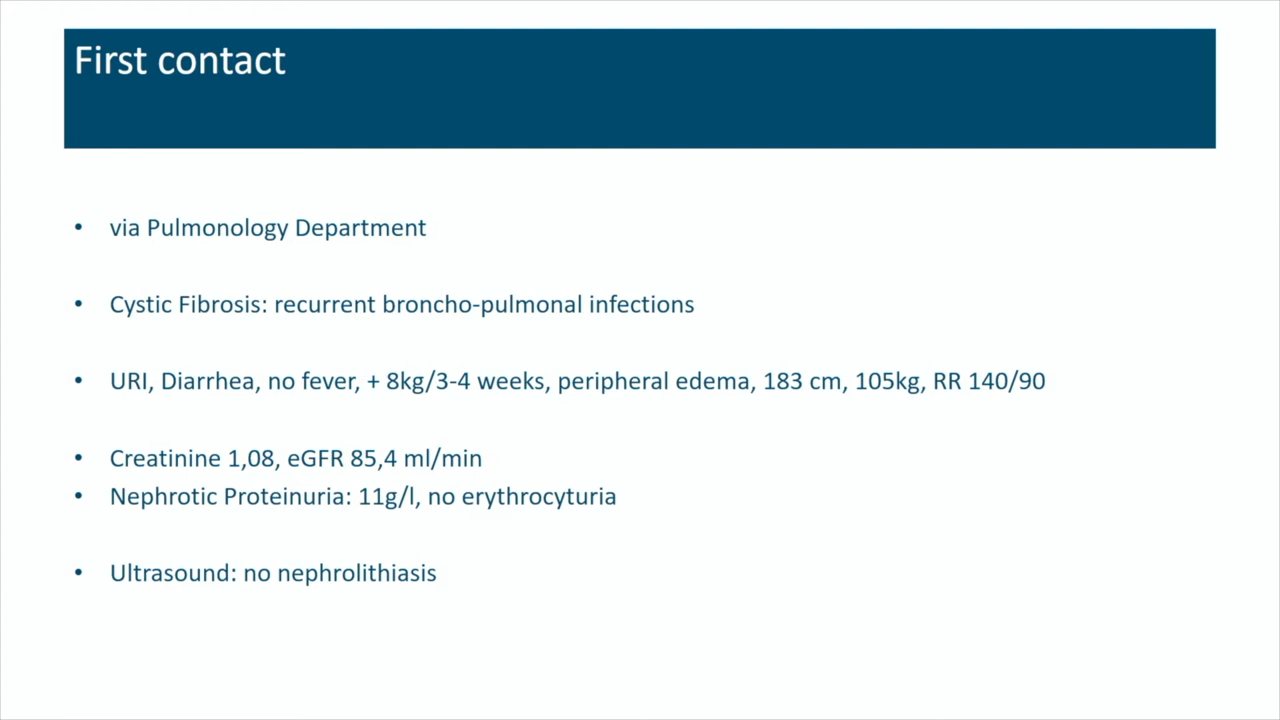 First contact
• via Pulmonology Department
• Cystic Fibrosis: recurrent broncho-pulmonal infections
• URI, Diarrhea, no fever, + 8kg/3-4 weeks, peripheral edema, 183 cm, 105kg, RR 140/90
• Creatinine 1,08, eGFR 85,4 ml/min
• Nephrotic Proteinuria: 11g/l, no erythrocyturia
• Ultrasound: no nephrolithiasis